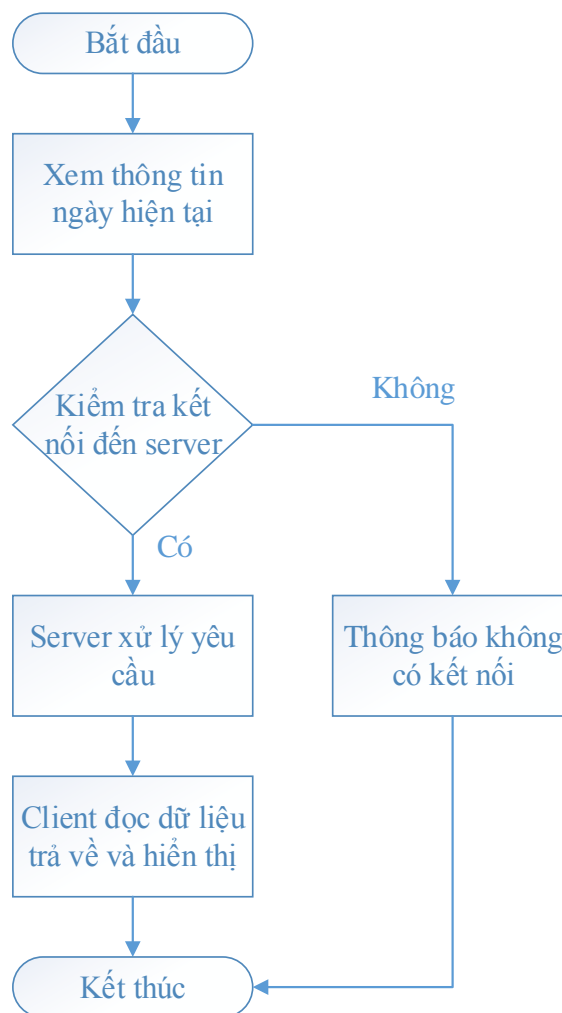 Bắt đầu
Xem thông tin
ngày hiện tại
Kiểm tra kết
nối đến server
Không
Có
Server xử lý yêu
cầu
Thông báo không
có kết nối
Client đọc dữ liệu
trả về và hiển thị
Kết thúc